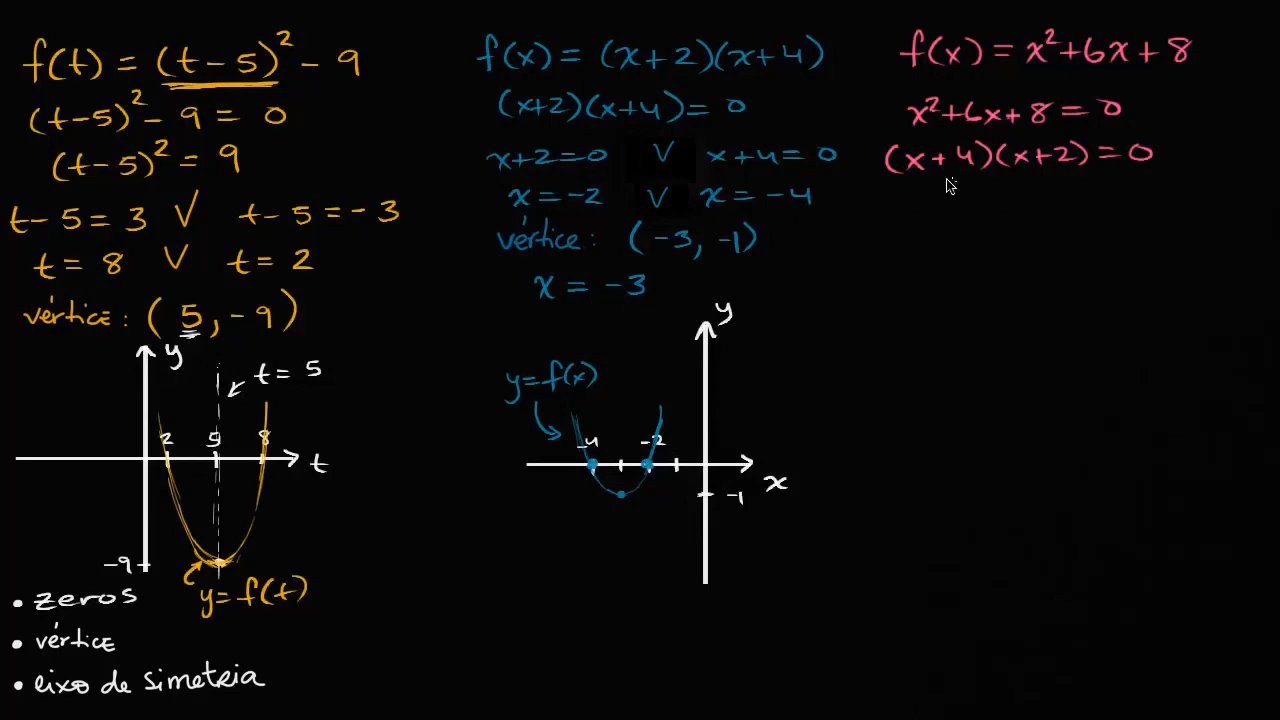 f(t) = (t-5)² - 9
(t-5)² - 9 = 0
(t-5)² = 9
t-5 = 3 V t-5 = -3
t = 8 V t = 2
vértice: (5, -9)
y
t = 5
2 5 8
t
-9
y = f(t)
• zeros
• vértice
• eixo de simetria
f(x) = (x+2)(x+4)
(x+2)(x+4) = 0
x+2=0 V x+4=0
x = -2 V x = -4
vértice: (-3, -1)
x = -3
y
y=f(x)
-4 -2
x
-1
f(x) = x²+6x+8
x²+6x+8 = 0
(x+4)(x+2) = 0